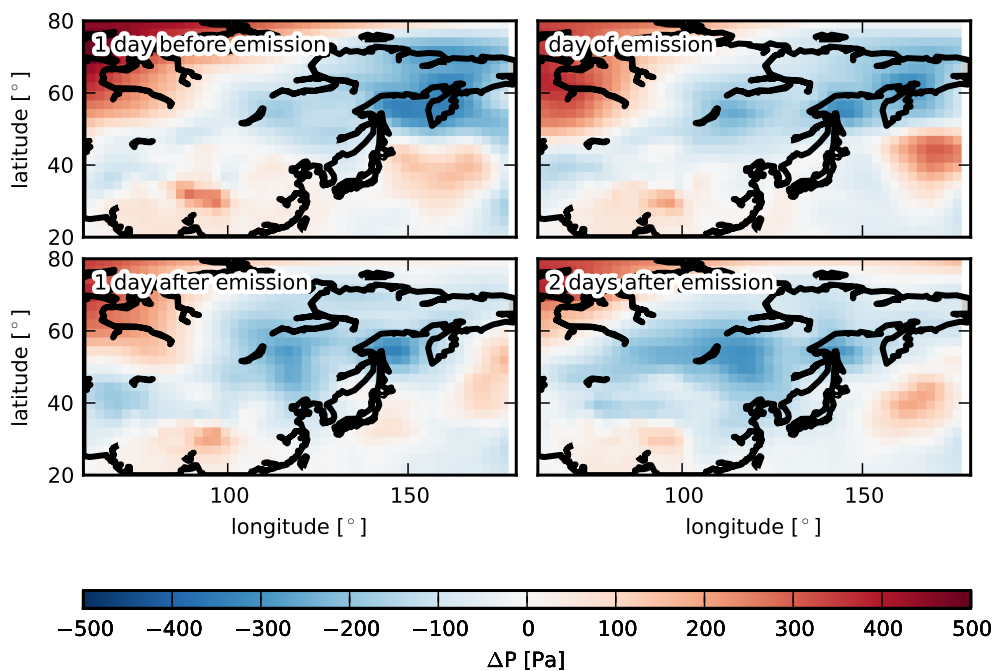 80
60
40
20
latitude [°]
1 day before emission
day of emission
80
60
40
20
latitude [°]
1 day after emission
2 days after emission
100 150
longitude [°]
100 150
longitude [°]
−500 −400 −300 −200 −100 0 100 200 300 400 500
ΔP [Pa]